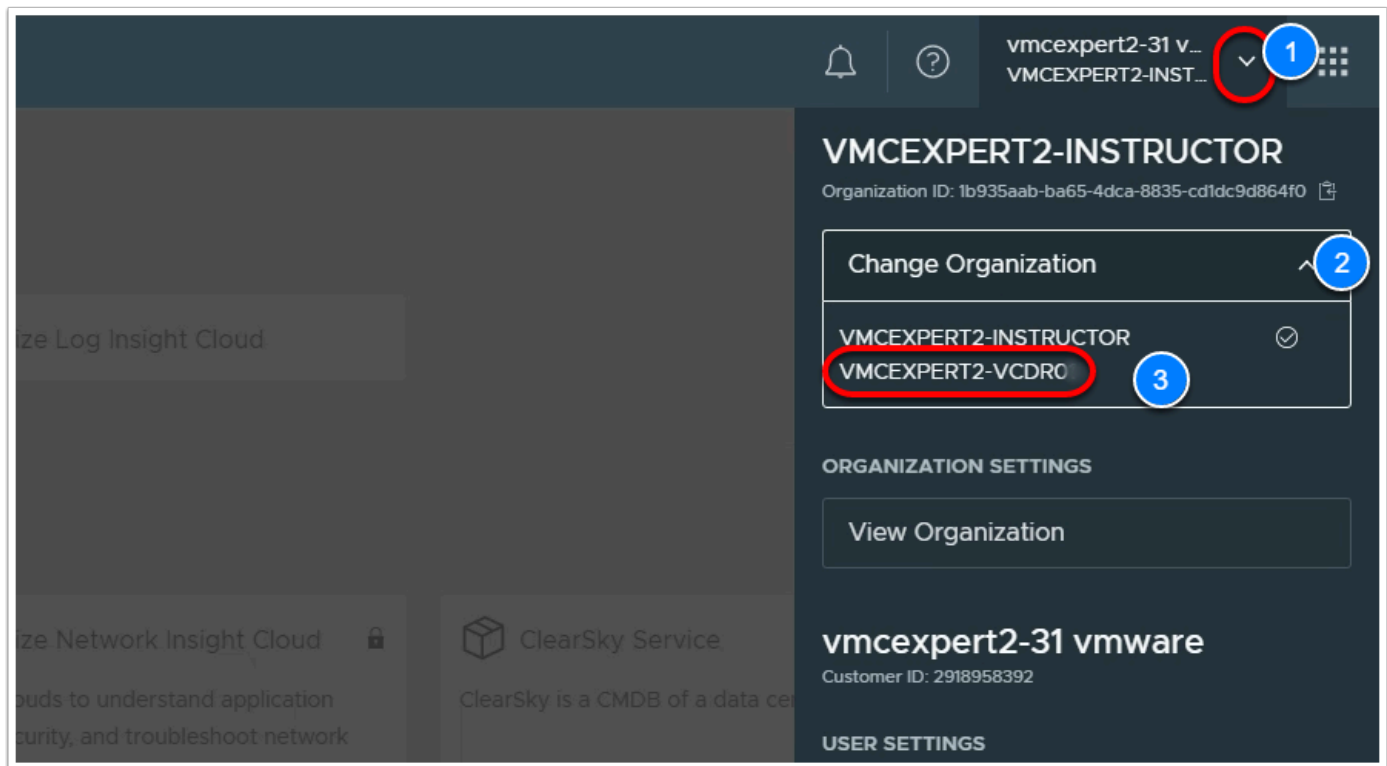 vmcexpert2-31 v...
VMCEXPERT2-INST...
1
VMCEXPERT2-INSTRUCTOR
Organization ID: 1b935aab-ba65-4dca-8835-cd1dc9d864f0
Change Organization
2
VMCEXPERT2-INSTRUCTOR
VMCEXPERT2-VCDR0
3
ORGANIZATION SETTINGS
View Organization
vmcexpert2-31 vmware
Customer ID: 2918958392
USER SETTINGS
ize Log Insight Cloud
ize Network Insight Cloud
ouds to understand application
curity, and troubleshoot network
ClearSky Service
ClearSky is a CMDB of a data cen